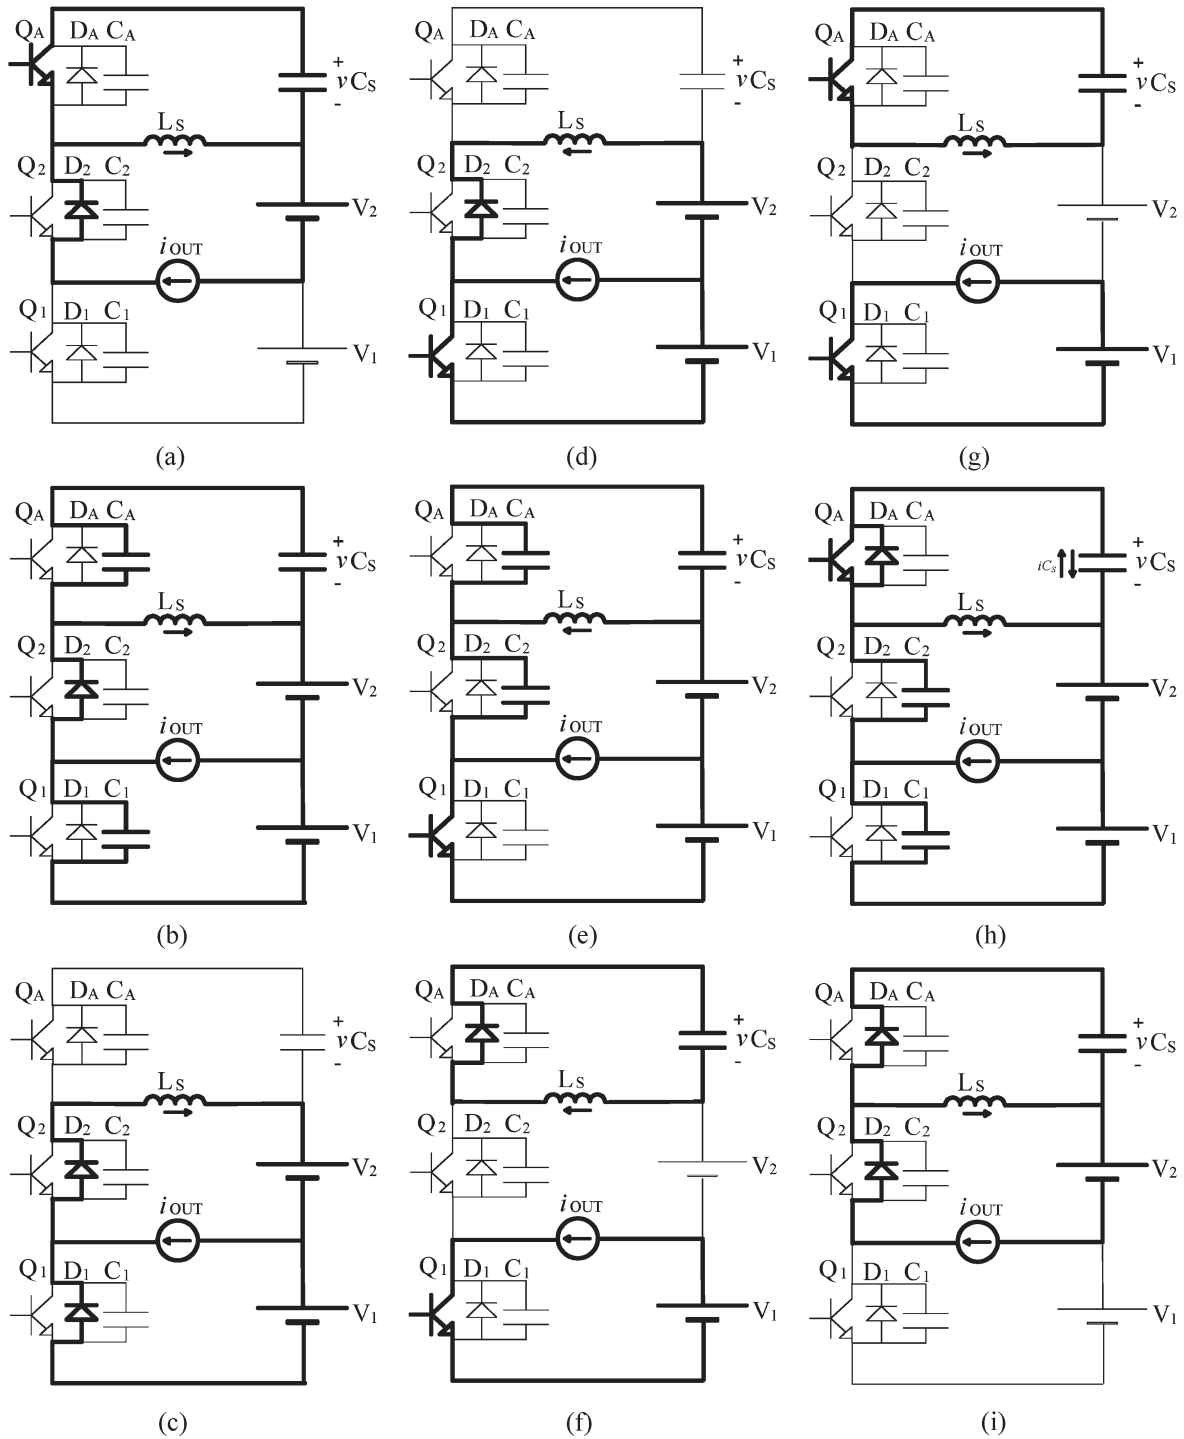 QA DA CA
+
vCS
-
LS
Q2 D2 C2
V2
iOUT
Q1 D1 C1
V1
(a)
QA DA CA
+
vCS
-
LS
Q2 D2 C2
V2
iOUT
Q1 D1 C1
V1
(d)
QA DA CA
+
vCS
-
LS
Q2 D2 C2
V2
iOUT
Q1 D1 C1
V1
(g)
QA DA CA
+
vCS
-
LS
Q2 D2 C2
V2
iOUT
Q1 D1 C1
V1
(b)
QA DA CA
+
vCS
-
LS
Q2 D2 C2
V2
iOUT
Q1 D1 C1
V1
(e)
QA DA CA
+
iCS vCS
-
LS
Q2 D2 C2
V2
iOUT
Q1 D1 C1
V1
(h)
QA DA CA
+
vCS
-
LS
Q2 D2 C2
V2
iOUT
Q1 D1 C1
V1
(c)
QA DA CA
+
vCS
-
LS
Q2 D2 C2
V2
iOUT
Q1 D1 C1
V1
(f)
QA DA CA
+
vCS
-
LS
Q2 D2 C2
V2
iOUT
Q1 D1 C1
V1
(i)